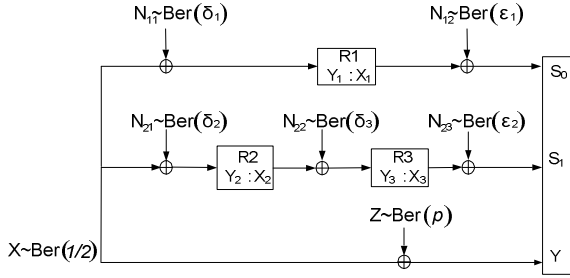 N₁₁~Ber(δ₁) N₁₂~Ber(ε₁)
R1
Y₁ : X₁
S₀
N₂₁~Ber(δ₂) N₂₂~Ber(δ₃) N₂₃~Ber(ε₂)
R2 R3
Y₂ : X₂ Y₃ : X₃
S₁
Z~Ber(p)
X~Ber(1/2) Y